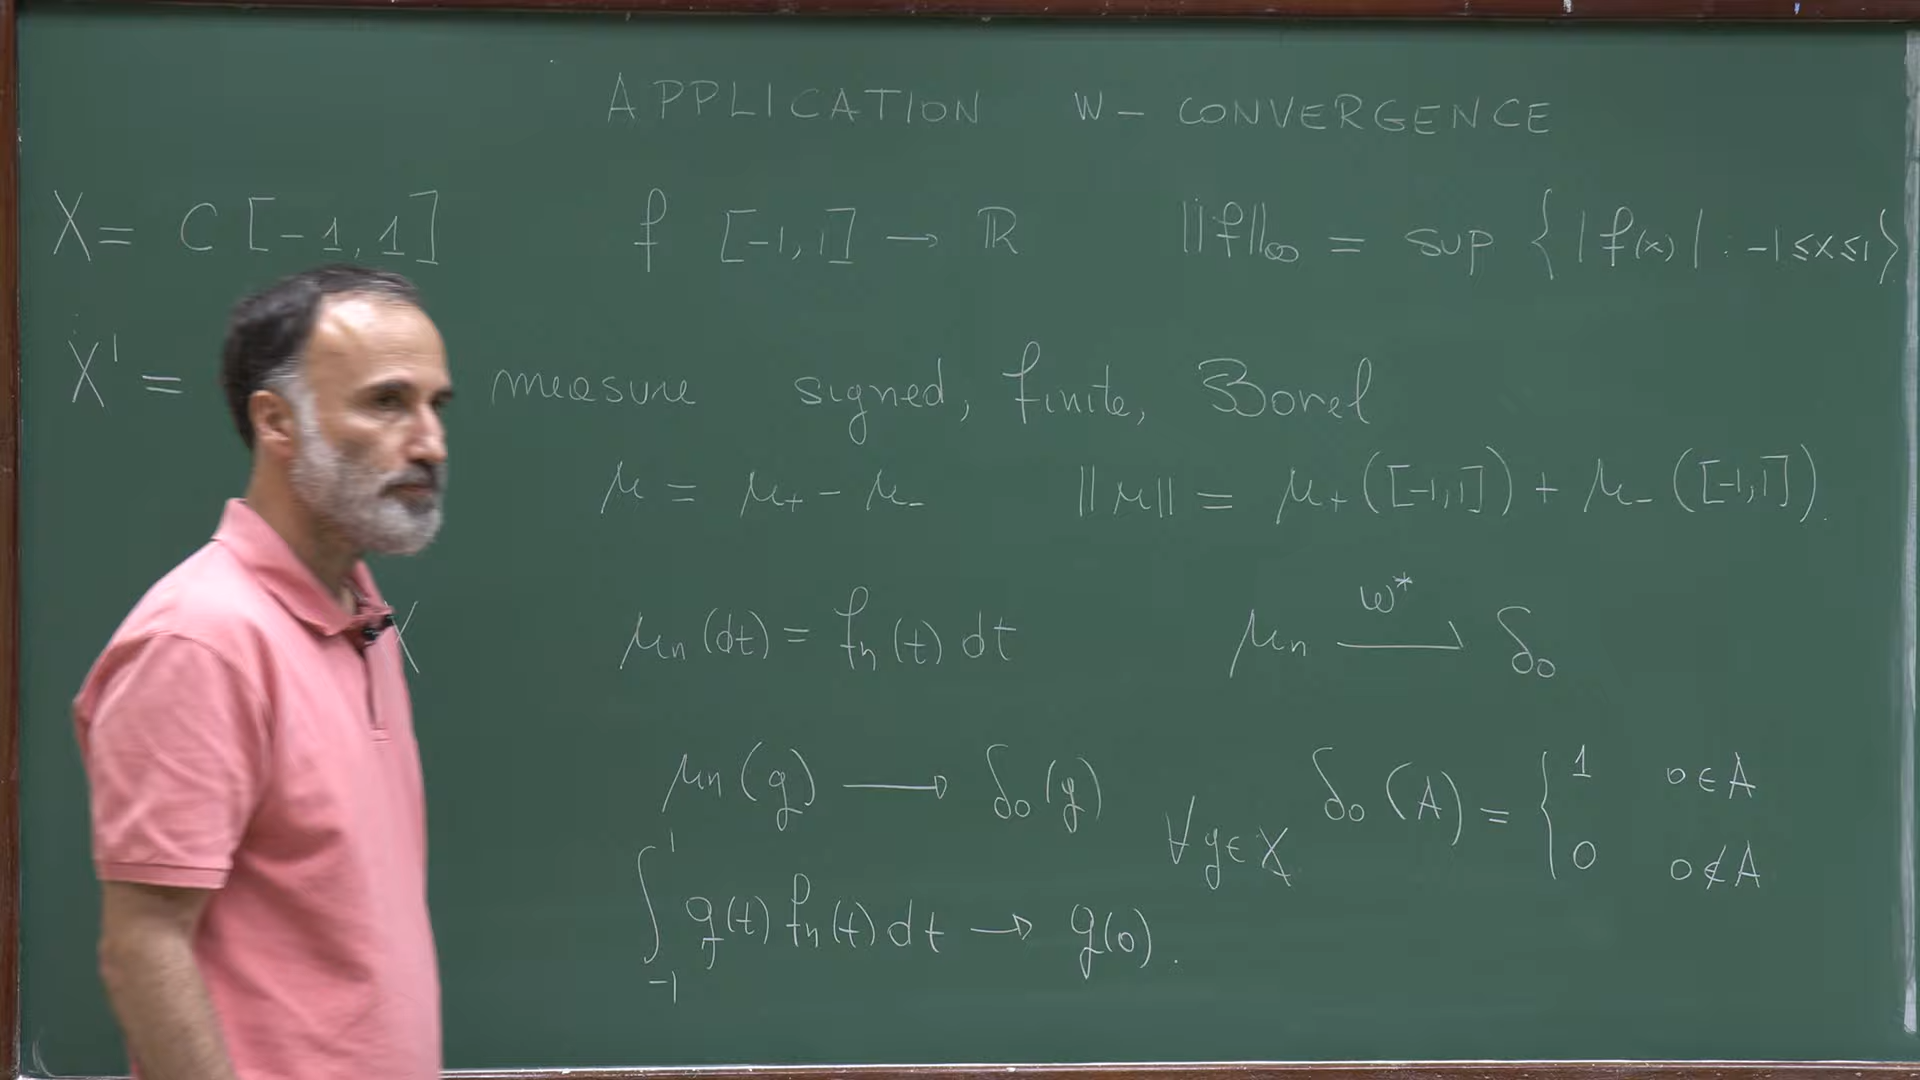 APPLICATION W - CONVERGENCE
X = C [-1, 1] f [-1, 1] → ℝ ||f||∞ = sup { |f(x)| : -1 ≤ x ≤ 1 }
X' = measure signed, finite, Borel
μ = μ+ - μ- ||μ|| = μ+ ([-1,1]) + μ- ([-1,1]).
X μn (dt) = fn (t) dt μn →w* δ0
μn (g) → δ0 (g) ∀ g ∈ X δ0 (A) = { 1 0 ∈ A
0 0 ∉ A
∫_{-1}^{1} g(t) fn (t) dt → g(0).